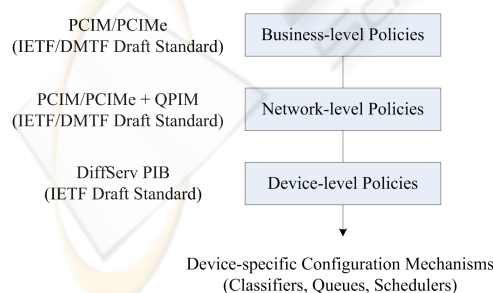 PCIM/PCIMe
(IETF/DMTF Draft Standard)
Business-level Policies
PCIM/PCIMe + QPIM
(IETF/DMTF Draft Standard)
Network-level Policies
DiffServ PIB
(IETF Draft Standard)
Device-level Policies
Device-specific Configuration Mechanisms
(Classifiers, Queues, Schedulers)